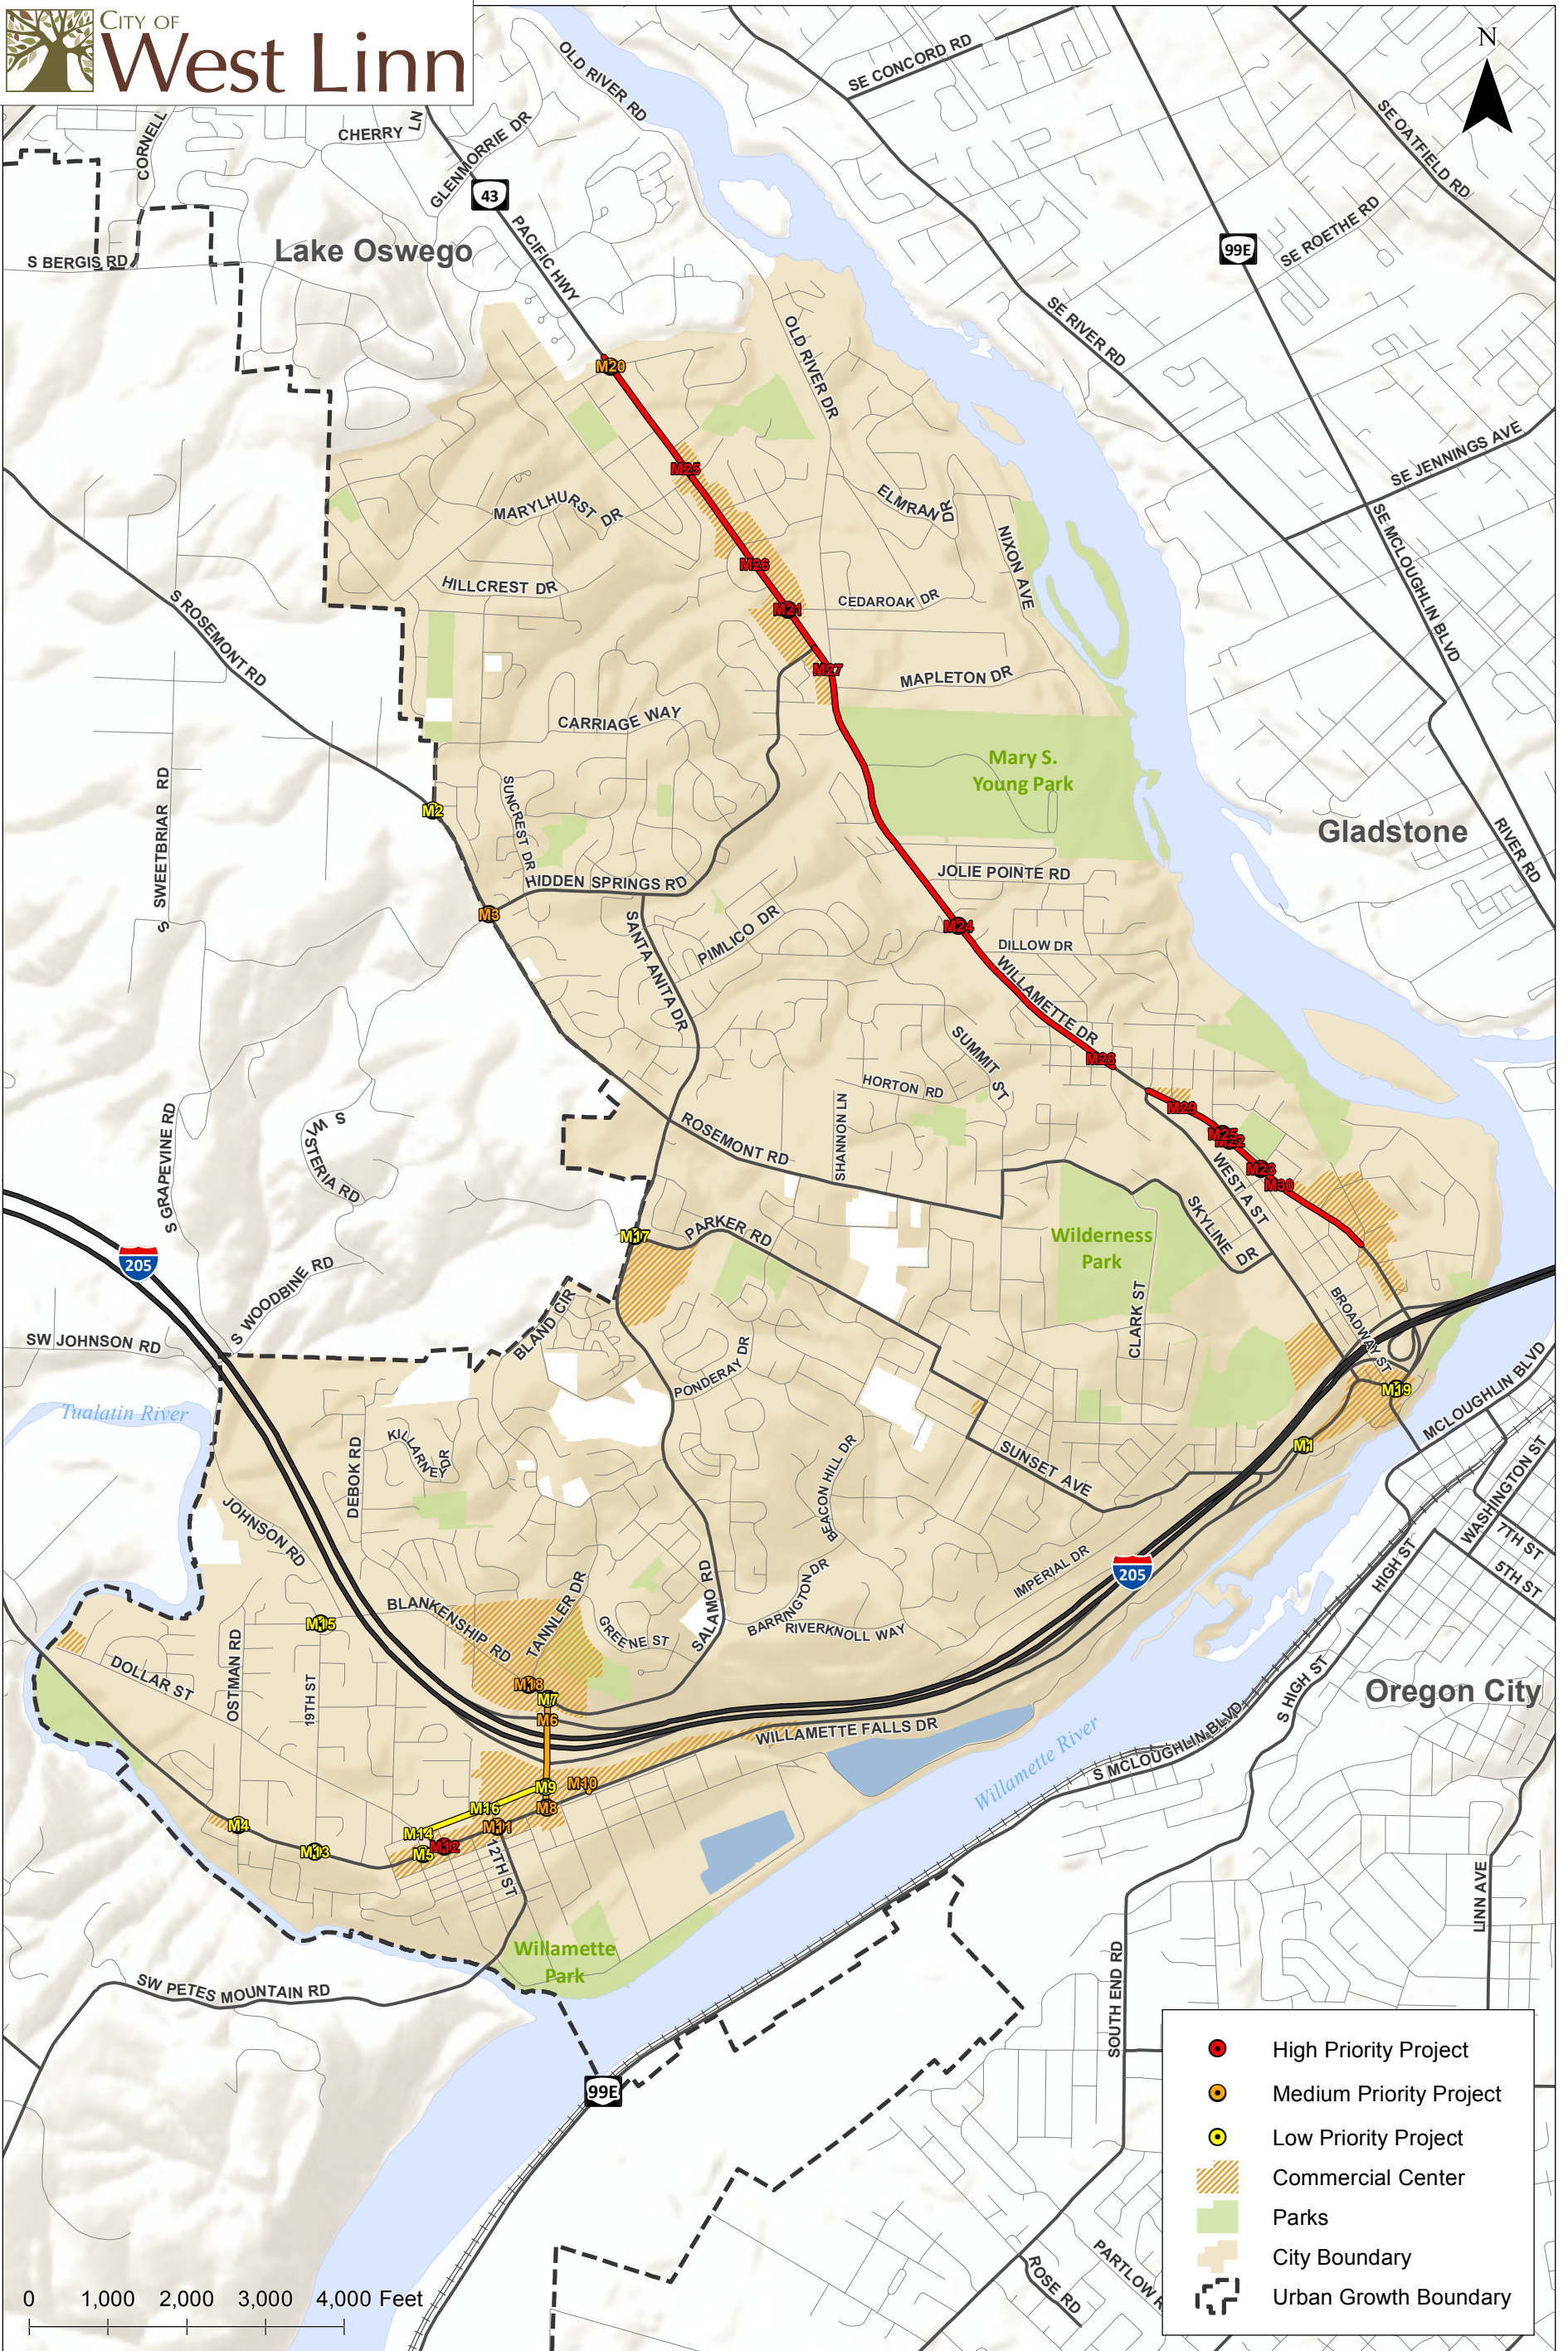 CITY OF
West Linn
N
OLD RIVER RD
SE CONCORD RD
SE OATFIELD RD
CORNELL
CHERRY LN
GLENMORRIE DR
43
PACIFIC HWY
Lake Oswego
S BERGIS RD
99E
SE ROETHE RD
SE RIVER RD
OLD RIVER DR
M20
SE JENNINGS AVE
M25
MARYLHURST DR
ELMRAN DR
NIXON AVE
SE MCLOUGHLIN BLVD
M26
HILLCREST DR
CEDAROAK DR
M21
S ROSEMONT RD
M27
MAPLETON DR
CARRIAGE WAY
Mary S.
Young Park
S SWEETBRIAR RD
M2
SUNCREST DR
Gladstone
RIVER RD
HIDDEN SPRINGS RD
JOLIE POINTE RD
M3
SANTA ANITA DR
PIMLICO DR
M24
DILLOW DR
WILLAMETTE DR
SUMMIT ST
M28
HORTON RD
M29
S GRAPEVINE RD
S WISTERIA RD
ROSEMONT RD
SHANNON LN
M25
M22
M23
M30
WEST A ST
SKYLINE DR
M17
PARKER RD
Wilderness
Park
205
S WOODBINE RD
SW JOHNSON RD
BLAND CIR
CLARK ST
BROADWAY ST
PONDERAY DR
M19
MCLOUGHLIN BLVD
Tualatin River
KILLARNEY DR
DEBOK RD
BEACON HILL DR
SUNSET AVE
M1
WASHINGTON ST
JOHNSON RD
7TH ST
5TH ST
HIGH ST
IMPERIAL DR
205
BLANKENSHIP RD
TANNLER DR
GREENE ST
SALAMO RD
BARRINGTON DR
RIVERKNOLL WAY
M15
OSTMAN RD
DOLLAR ST
19TH ST
M18
M7
M6
S HIGH ST
Oregon City
WILLAMETTE FALLS DR
Willamette River
S MCLOUGHLIN BLVD
M9
M10
M16
M8
M4
M14
M11
M13
M5
M12
12TH ST
LINN AVE
Willamette
Park
SW PETES MOUNTAIN RD
SOUTH END RD
99E
High Priority Project
Medium Priority Project
Low Priority Project
Commercial Center
Parks
City Boundary
Urban Growth Boundary
ROSE RD
PARTLOW R
0 1,000 2,000 3,000 4,000 Feet